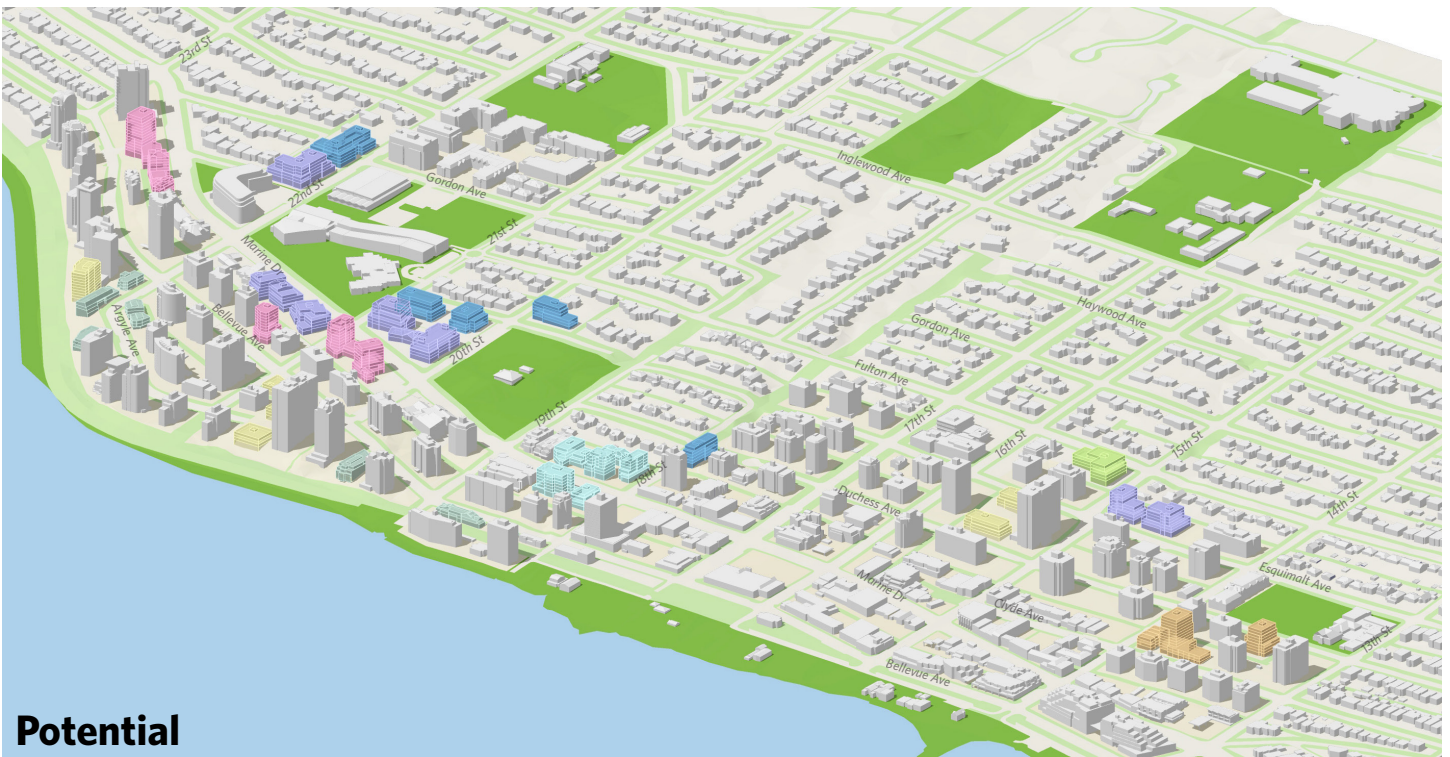 23rd St
Inglewood Ave
22nd St
Gordon Ave
21st St
Marine Dr
Haywood Ave
Argyle Ave
Bellevue Ave
Gordon Ave
20th St
Fulton Ave
19th St
17th St
16th St
15th St
18th St
Duchess Ave
14th St
Marine Dr
Esquimalt Ave
Clyde Ave
13th St
Bellevue Ave
Potential